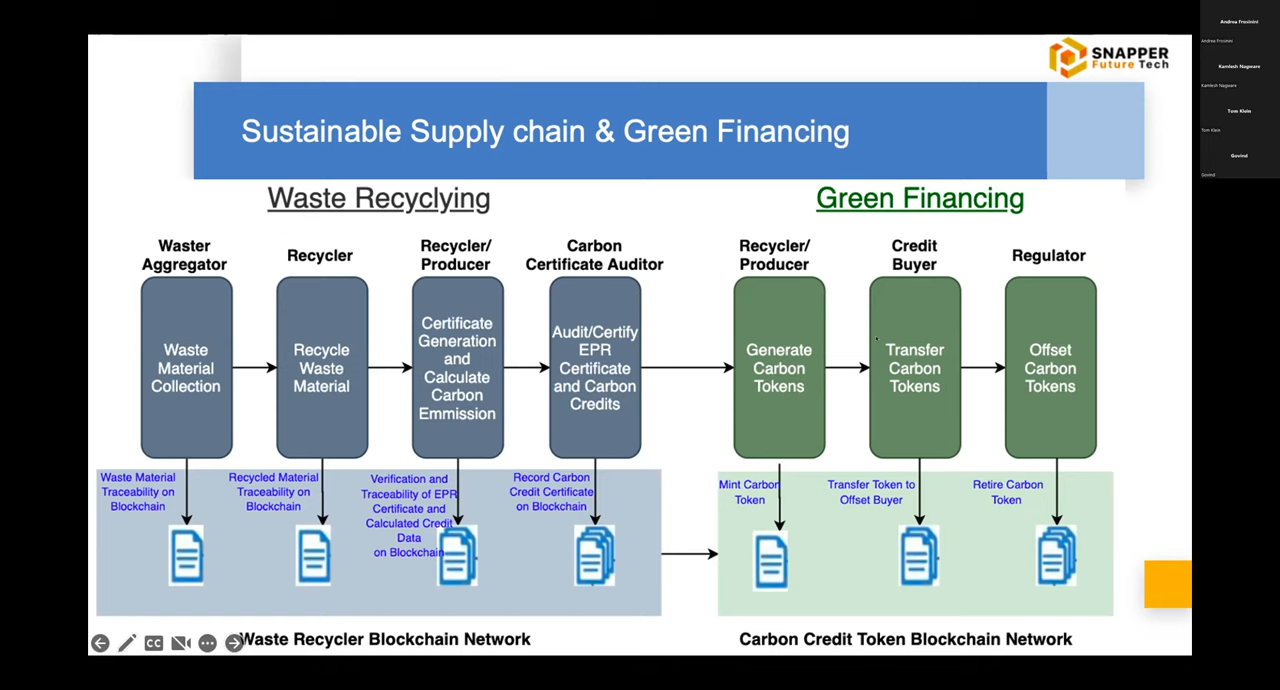 SNAPPER
Future Tech
Sustainable Supply chain & Green Financing
Waste Recyclying
Green Financing
Waster
Aggregator
Recycler
Recycler/
Producer
Carbon
Certificate Auditor
Recycler/
Producer
Credit
Buyer
Regulator
Waste
Material
Collection
Recycle
Waste
Material
Certificate
Generation
and
Calculate
Carbon
Emmission
Audit/Certify
EPR
Certificate
and Carbon
Credits
Generate
Carbon
Tokens
Transfer
Carbon
Tokens
Offset
Carbon
Tokens
Waste Material
Traceability on
Blockchain
Recycled Material
Traceability on
Blockchain
Verification and
Traceability of EPR
Certificate and
Calculated Credit
Data
on Blockchain
Record Carbon
Credit Certificate
on Blockchain
Mint Carbon
Token
Transfer Token to
Offset Buyer
Retire Carbon
Token
CC
Waste Recycler Blockchain Network
Carbon Credit Token Blockchain Network
Andrea Frosinini
Andrea Frosinini
Kamlesh Nagware
Kamlesh Nagware
Tom Klein
Tom Klein
Govind
Govind